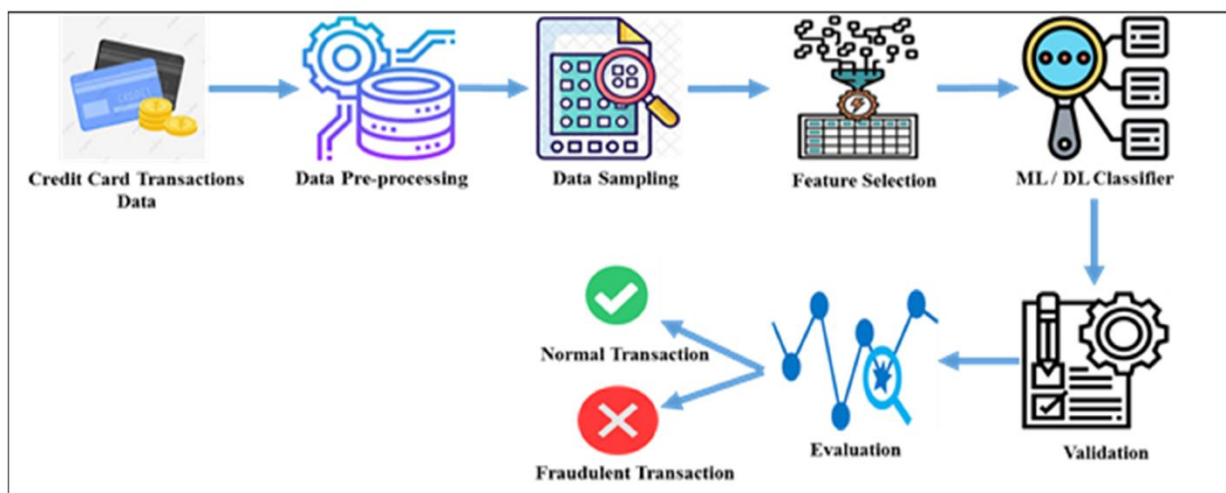 Credit Card Transactions
Data
Data Pre-processing
Data Sampling
Feature Selection
ML / DL Classifier
Normal Transaction
Fraudulent Transaction
Evaluation
Validation